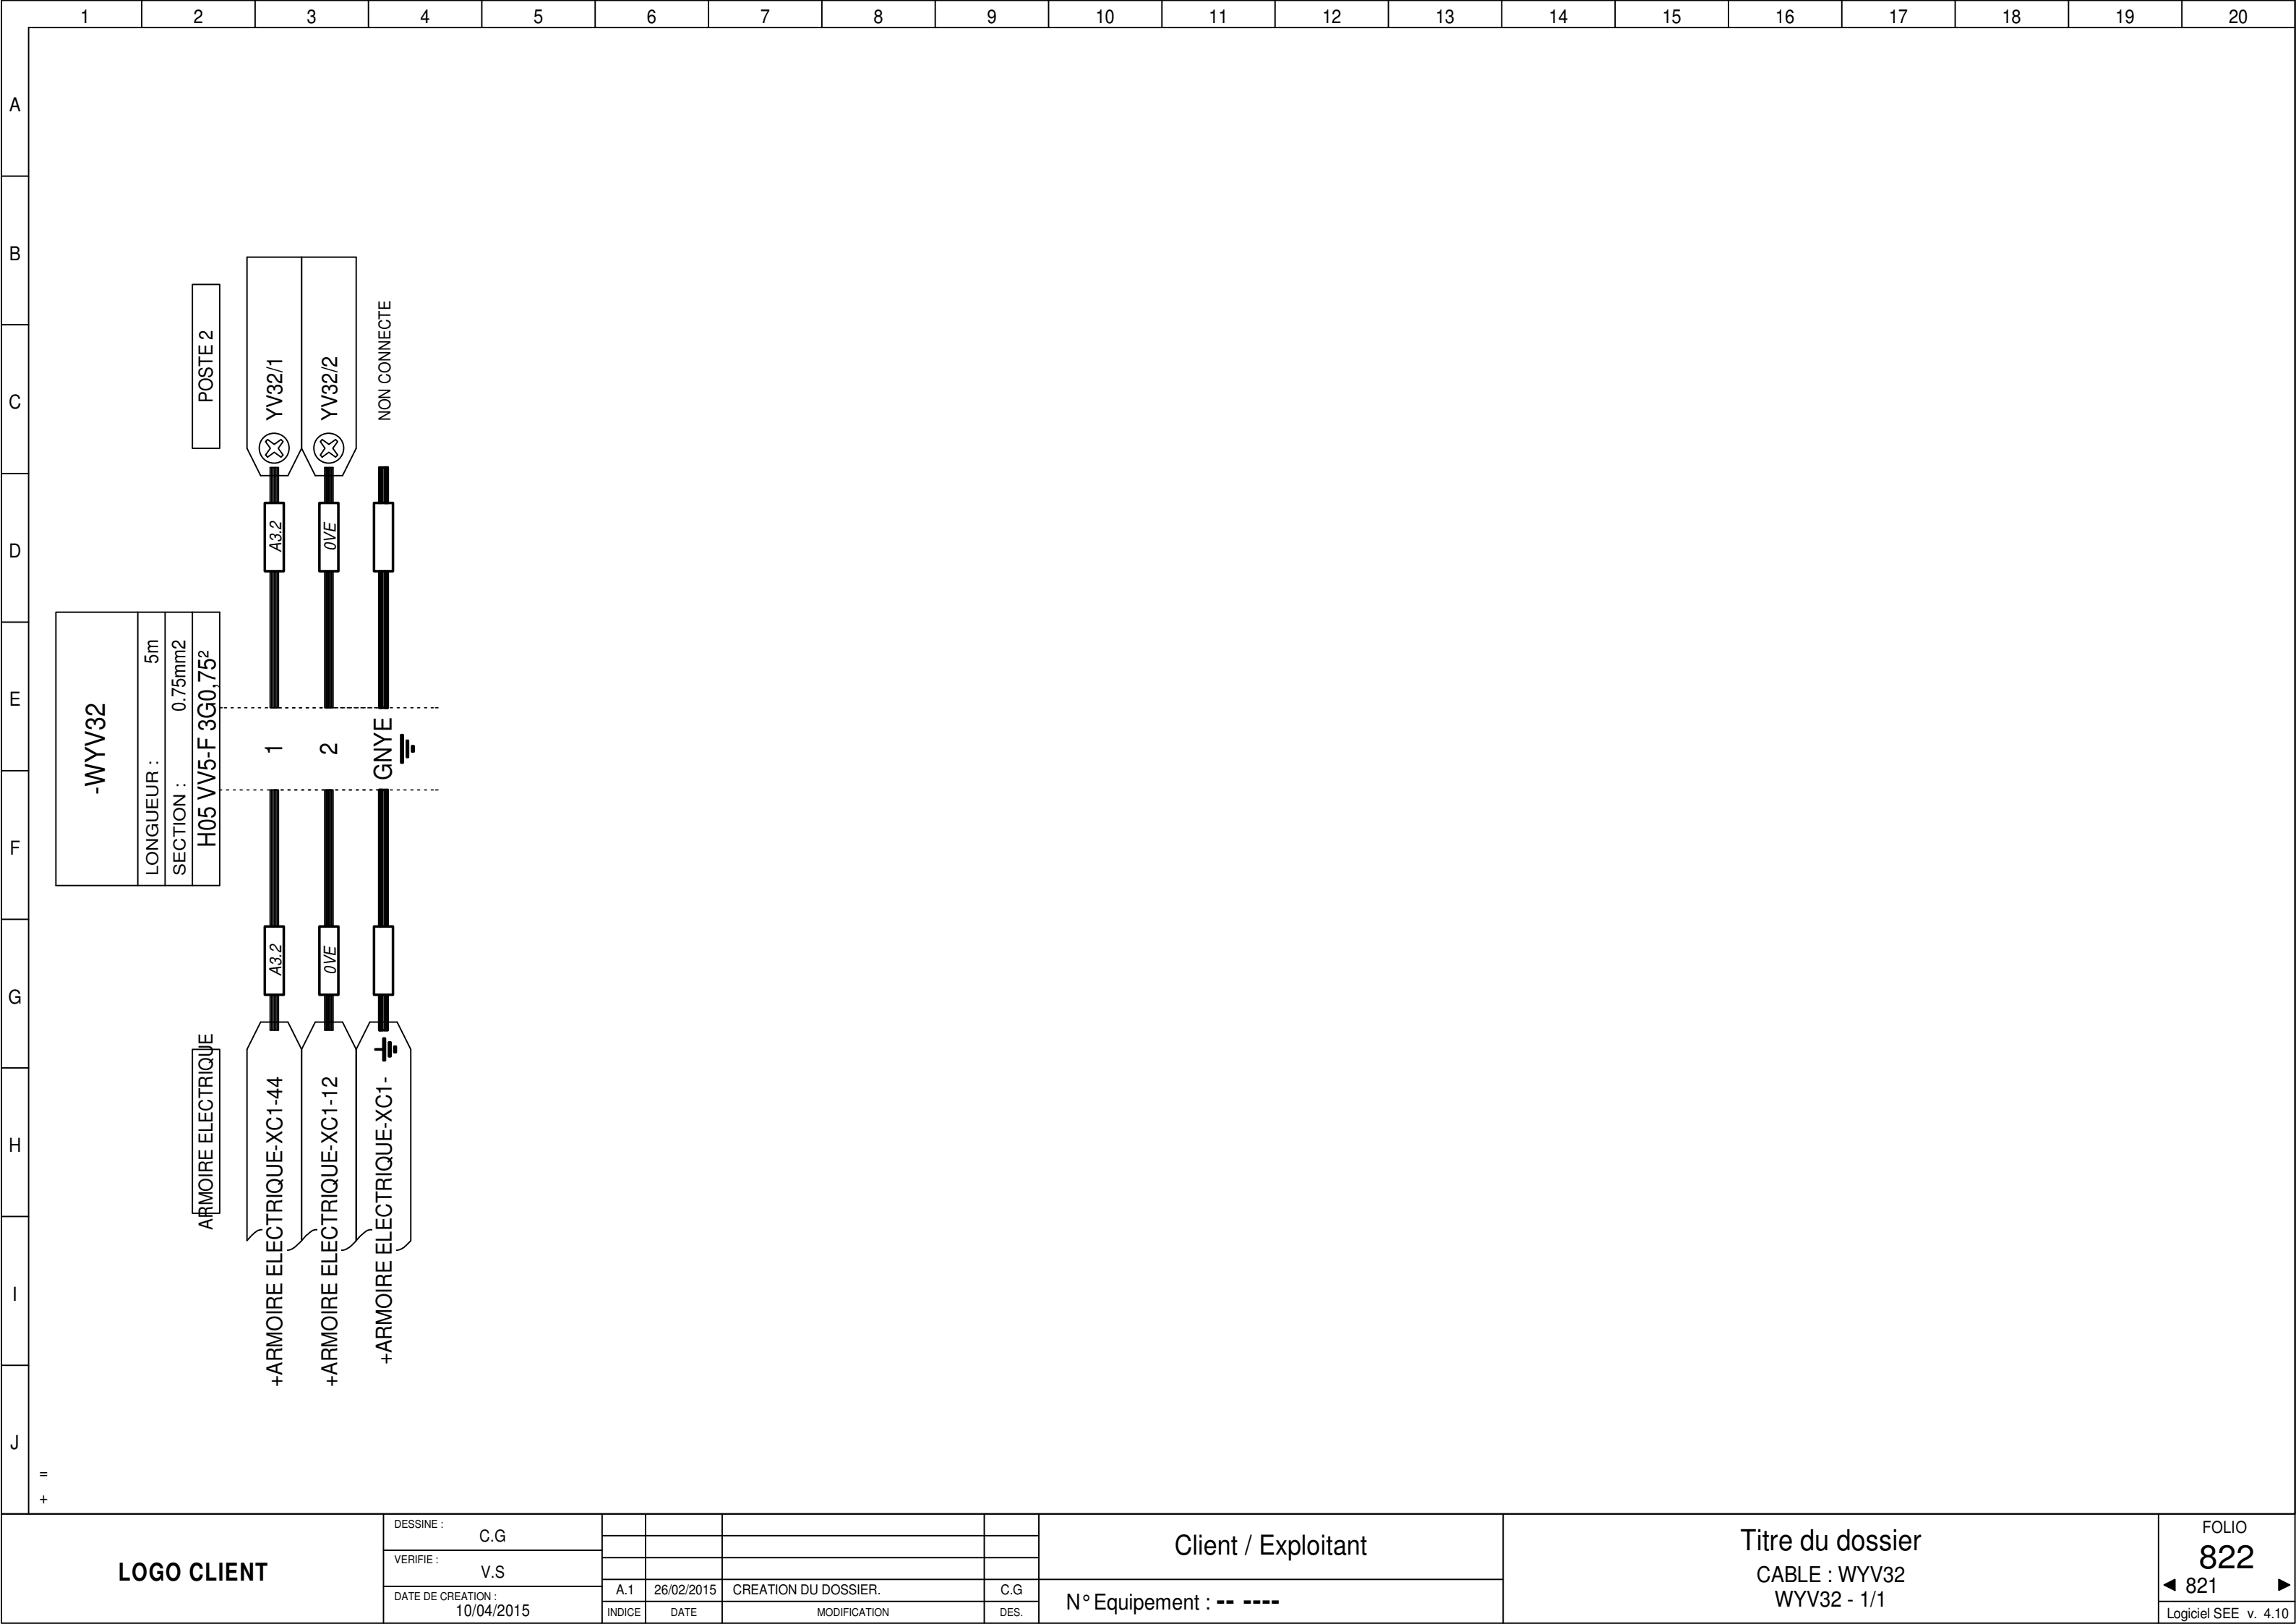 1 2 3 4 5 6 7 8 9 10 11 12 13 14 15 16 17 18 19 20
A
B
C
D
E
F
G
H
I
J
POSTE 2
YV32/1
YV32/2
NON CONNECTE
A3.2
0VE
-WYV32
LONGUEUR : 5m
SECTION : 0.75mm2
H05 VV5-F 3G0,75²
1
2
GNYE
A3.2
0VE
ARMOIRE ELECTRIQUE
+ARMOIRE ELECTRIQUE-XC1-44
+ARMOIRE ELECTRIQUE-XC1-12
+ARMOIRE ELECTRIQUE-XC1-
=
+
LOGO CLIENT
DESSINE :
C.G
VERIFIE :
V.S
DATE DE CREATION :
10/04/2015
A.1 26/02/2015 CREATION DU DOSSIER. C.G
INDICE DATE MODIFICATION DES.
Client / Exploitant
N° Equipement : -- ----
Titre du dossier
CABLE : WYV32
WYV32 - 1/1
FOLIO
822
821
Logiciel SEE v. 4.10